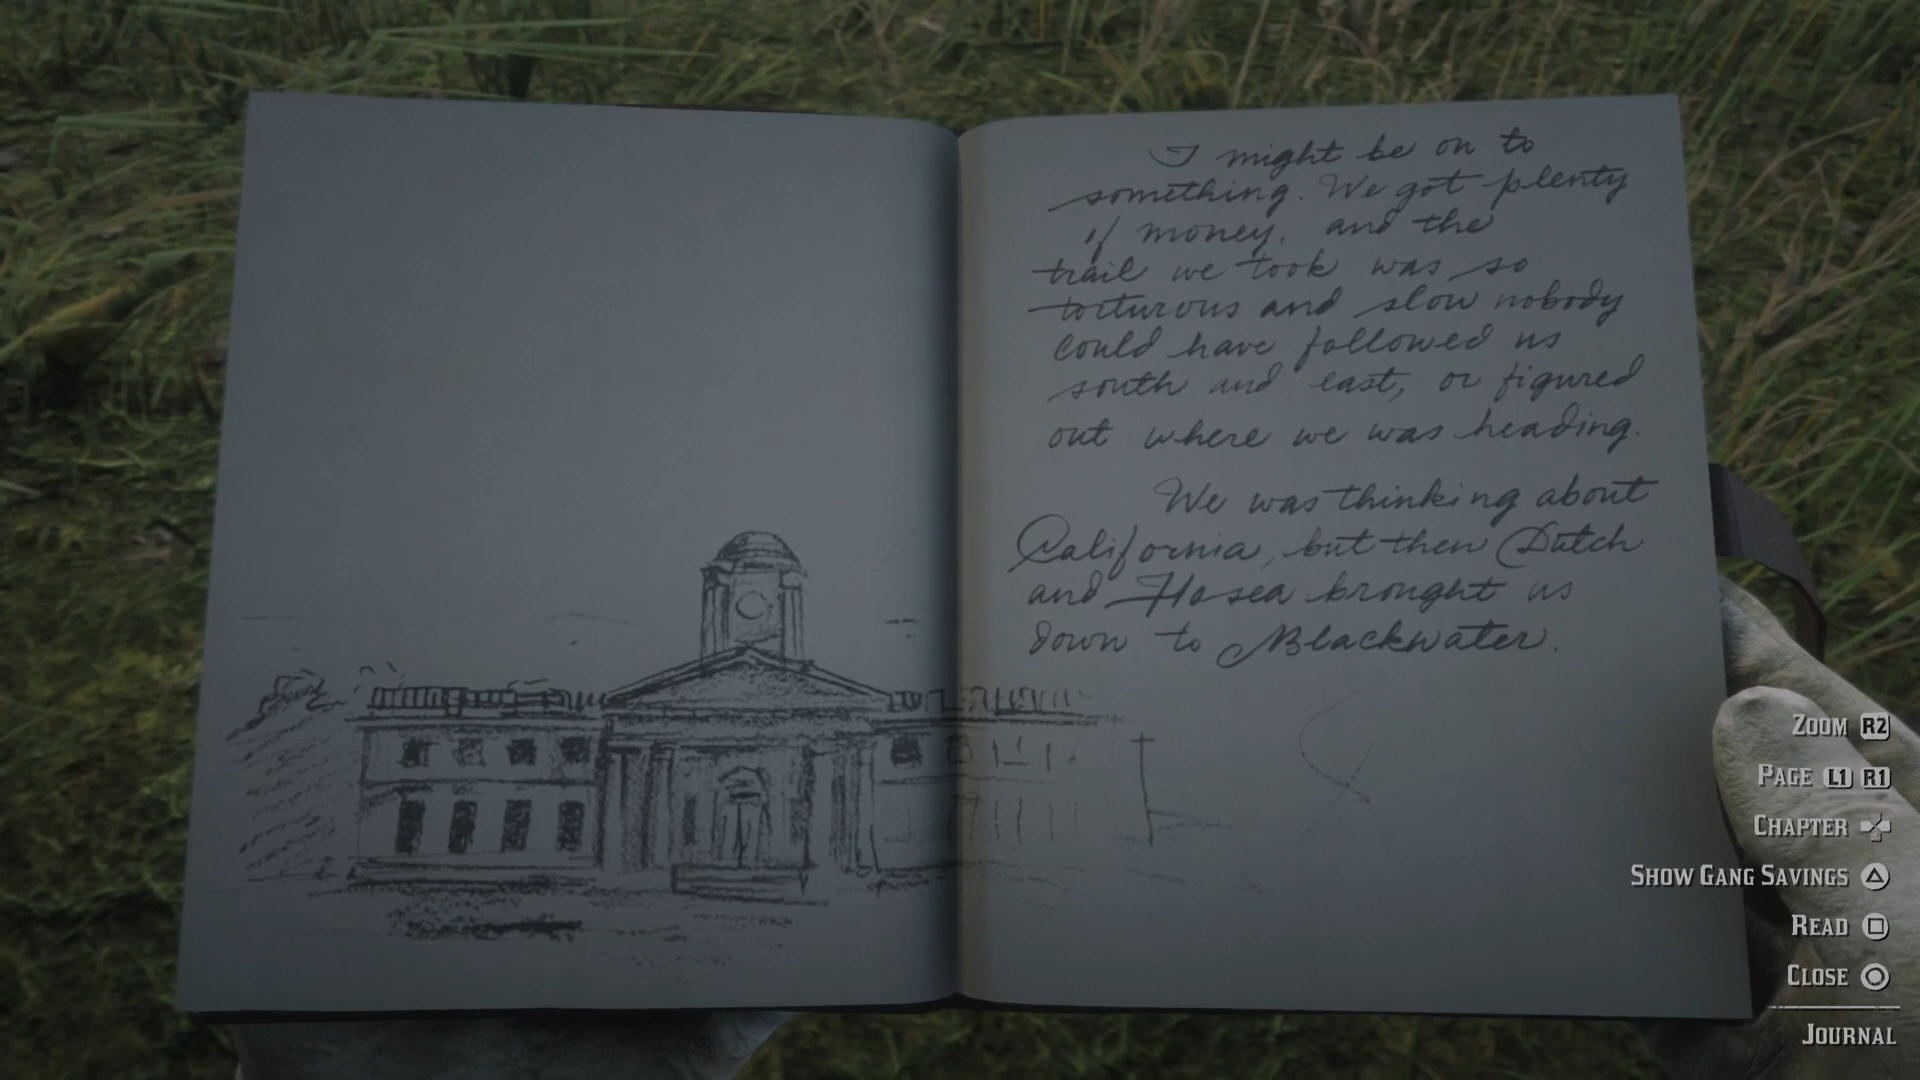 I might be on to
something. We got plenty
of money, and the
trail we took was so
torturous and slow nobody
could have followed us
south and east, or figured
out where we was heading.
We was thinking about
California, but then Dutch
and Hosea brought us
down to Blackwater.
ZOOM R2
PAGE L1 R1
CHAPTER
SHOW GANG SAVINGS
READ
CLOSE
JOURNAL